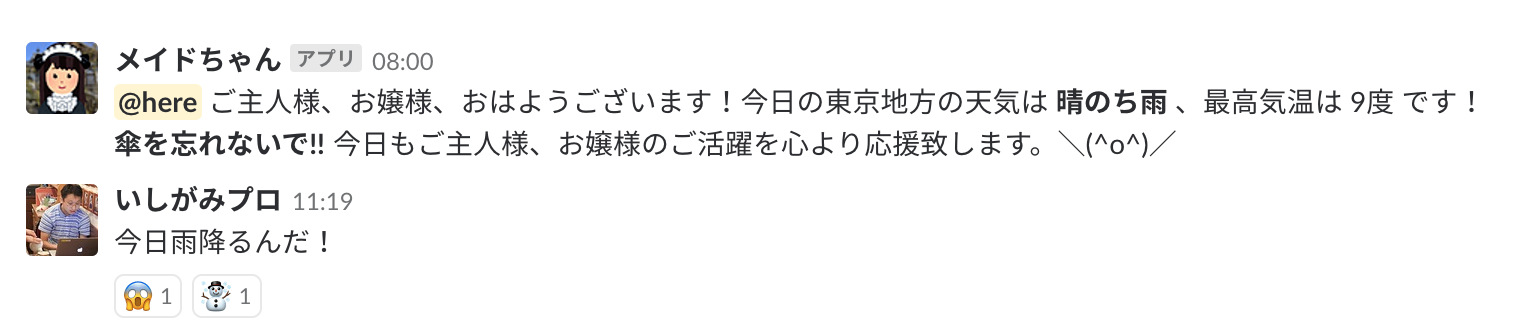 メイドちゃん アプリ 08:00
@here ご主人様、お嬢様、おはようございます！今日の東京地方の天気は 晴のち雨 、最高気温は 9度 です！
傘を忘れないで!! 今日もご主人様、お嬢様のご活躍を心より応援致します。＼(^o^)／
いしがみプロ 11:19
今日雨降るんだ！
1 1